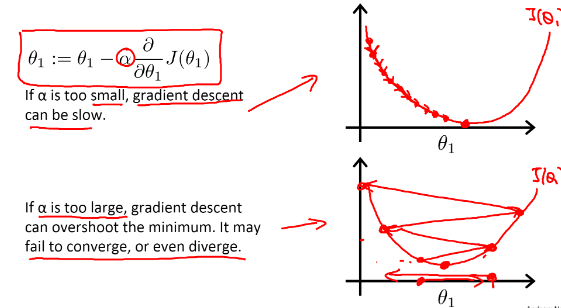 θ₁ := θ₁ − α ∂/∂θ₁ J(θ₁)
If α is too small, gradient descent
can be slow.
J(θ₁
θ₁
If α is too large, gradient descent
can overshoot the minimum. It may
fail to converge, or even diverge.
θ₁